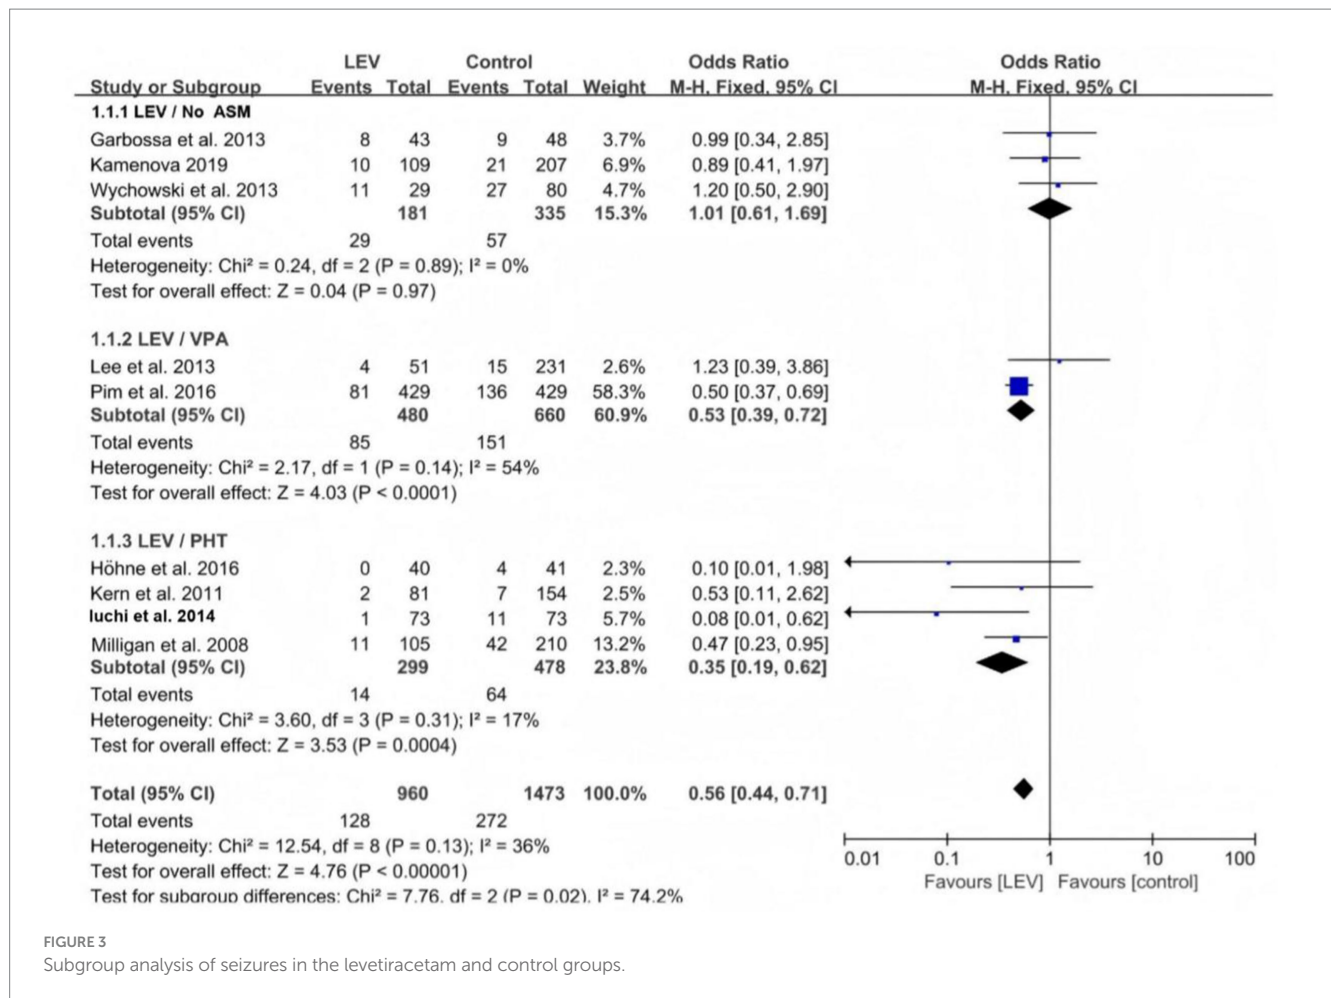 LEV Control Odds Ratio Odds Ratio
Study or Subgroup Events Total Events Total Weight M-H, Fixed, 95% CI M-H, Fixed, 95% CI
1.1.1 LEV / No ASM
Garbossa et al. 2013 8 43 9 48 3.7% 0.99 [0.34, 2.85]
Kamenova 2019 10 109 21 207 6.9% 0.89 [0.41, 1.97]
Wychowski et al. 2013 11 29 27 80 4.7% 1.20 [0.50, 2.90]
Subtotal (95% CI) 181 335 15.3% 1.01 [0.61, 1.69]
Total events 29 57
Heterogeneity: Chi² = 0.24, df = 2 (P = 0.89); I² = 0%
Test for overall effect: Z = 0.04 (P = 0.97)
1.1.2 LEV / VPA
Lee et al. 2013 4 51 15 231 2.6% 1.23 [0.39, 3.86]
Pim et al. 2016 81 429 136 429 58.3% 0.50 [0.37, 0.69]
Subtotal (95% CI) 480 660 60.9% 0.53 [0.39, 0.72]
Total events 85 151
Heterogeneity: Chi² = 2.17, df = 1 (P = 0.14); I² = 54%
Test for overall effect: Z = 4.03 (P < 0.0001)
1.1.3 LEV / PHT
Höhne et al. 2016 0 40 4 41 2.3% 0.10 [0.01, 1.98]
Kern et al. 2011 2 81 7 154 2.5% 0.53 [0.11, 2.62]
Iuchi et al. 2014 1 73 11 73 5.7% 0.08 [0.01, 0.62]
Milligan et al. 2008 11 105 42 210 13.2% 0.47 [0.23, 0.95]
Subtotal (95% CI) 299 478 23.8% 0.35 [0.19, 0.62]
Total events 14 64
Heterogeneity: Chi² = 3.60, df = 3 (P = 0.31); I² = 17%
Test for overall effect: Z = 3.53 (P = 0.0004)
Total (95% CI) 960 1473 100.0% 0.56 [0.44, 0.71]
Total events 128 272
Heterogeneity: Chi² = 12.54, df = 8 (P = 0.13); I² = 36%
Test for overall effect: Z = 4.76 (P < 0.00001)
Test for subgroup differences: Chi² = 7.76, df = 2 (P = 0.02), I² = 74.2%
0.01 0.1 1 10 100
Favours [LEV] Favours [control]
FIGURE 3
Subgroup analysis of seizures in the levetiracetam and control groups.